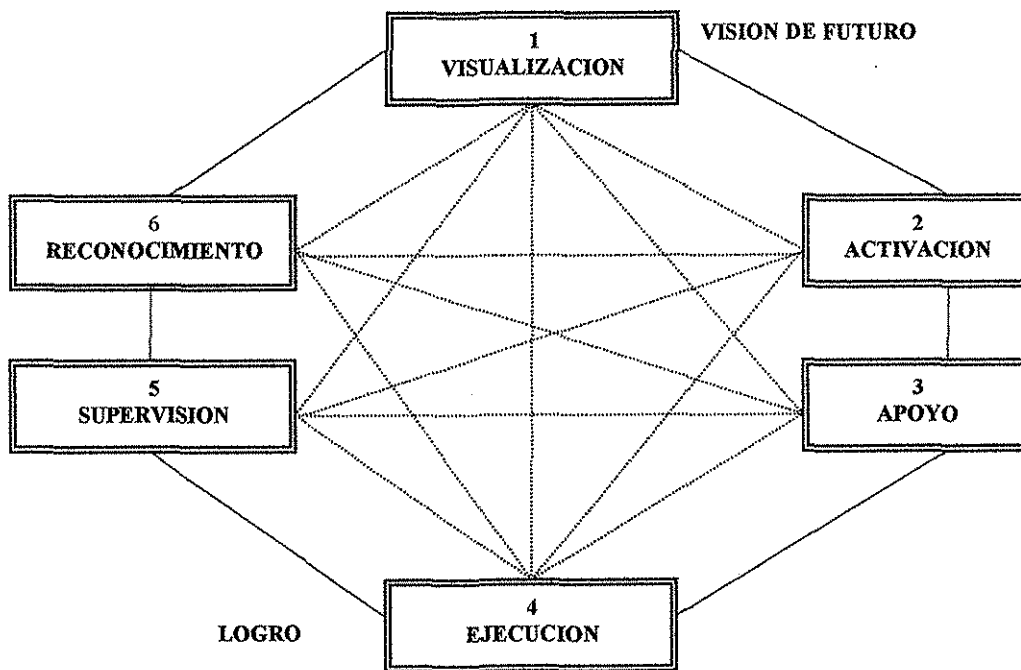 1
VISUALIZACION
VISION DE FUTURO
6
RECONOCIMIENTO
2
ACTIVACION
5
SUPERVISION
3
APOYO
4
EJECUCION
LOGRO